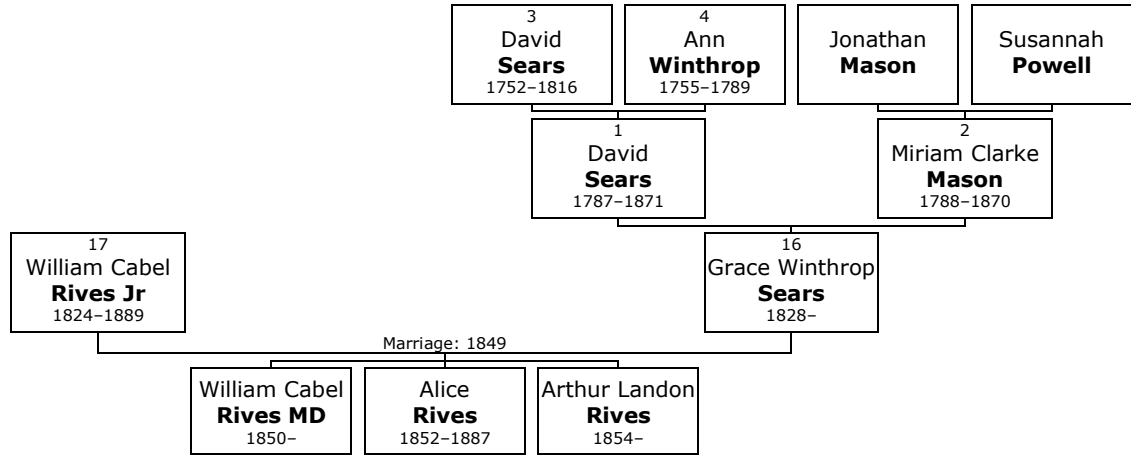 3
David
Sears
1752–1816
4
Ann
Winthrop
1755–1789
Jonathan
Mason
Susannah
Powell
1
David
Sears
1787–1871
2
Miriam Clarke
Mason
1788–1870
17
William Cabel
Rives Jr
1824–1889
16
Grace Winthrop
Sears
1828–
Marriage: 1849
William Cabel
Rives MD
1850–
Alice
Rives
1852–1887
Arthur Landon
Rives
1854–